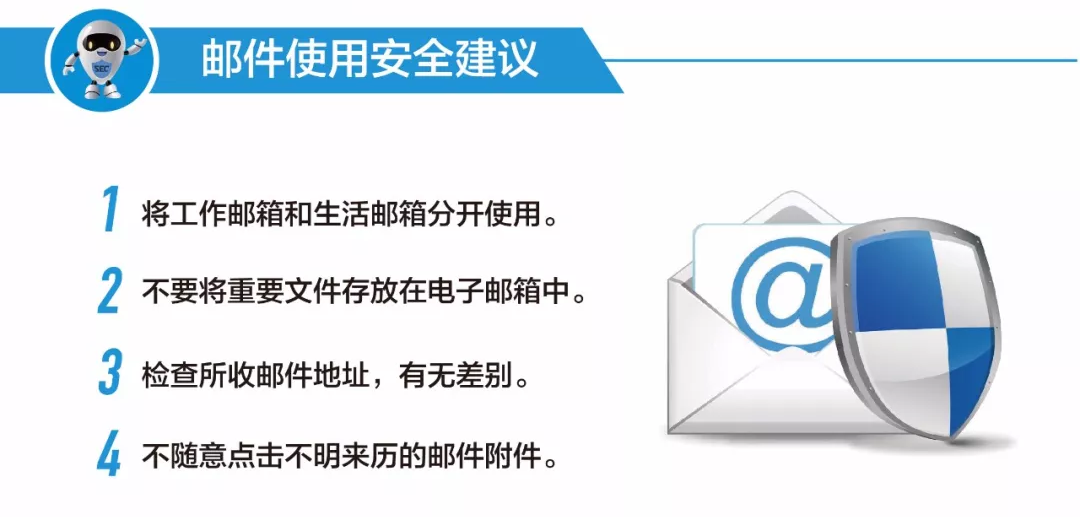 SEC
邮件使用安全建议
1 将工作邮箱和生活邮箱分开使用。
2 不要将重要文件存放在电子邮箱中。
3 检查所收邮件地址，有无差别。
4 不随意点击不明来历的邮件附件。
@